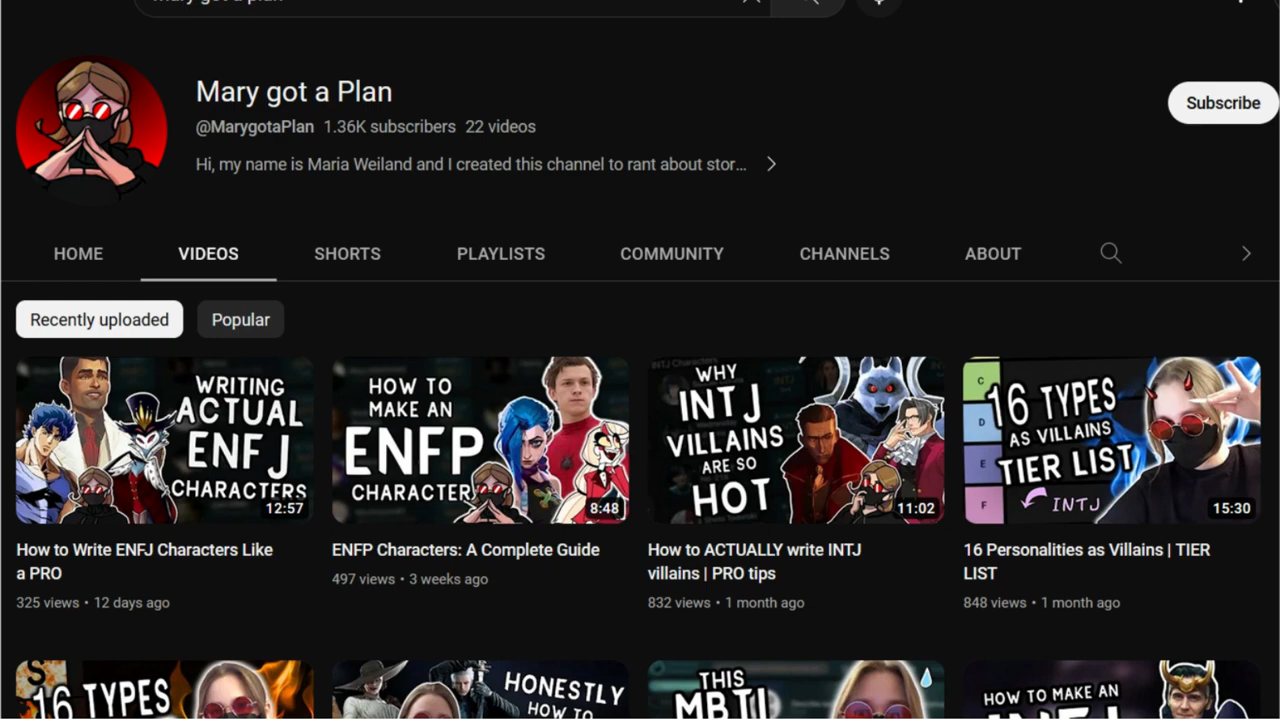 Mary got a Plan
@MarygotaPlan 1.36K subscribers 22 videos
Subscribe
Hi, my name is Maria Weiland and I created this channel to rant about stor...
HOME VIDEOS SHORTS PLAYLISTS COMMUNITY CHANNELS ABOUT
Recently uploaded Popular
WRITING
ACTUAL
ENFJ
CHARACTERS
12:57
HOW TO
MAKE AN
ENFP
CHARACTER
8:48
WHY
INTJ
VILLAINS
ARE SO
HOT
11:02
C
D
E
F
16 TYPES
AS VILLAINS
TIER LIST
INTJ
15:30
How to Write ENFJ Characters Like
a PRO
325 views • 12 days ago
ENFP Characters: A Complete Guide
497 views • 3 weeks ago
How to ACTUALLY write INTJ
villains | PRO tips
832 views • 1 month ago
16 Personalities as Villains | TIER
LIST
848 views • 1 month ago
S
16 TYPES
HONESTLY
HOW TO
THIS
MBTI
HOW TO MAKE AN